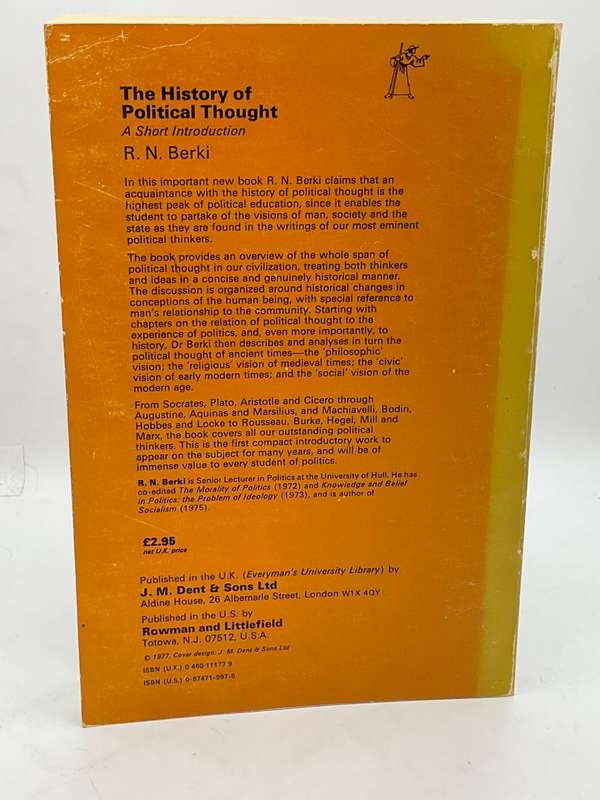 The History of
Political Thought
A Short Introduction
R. N. Berki
In this important new book R. N. Berki claims that an
acquaintance with the history of political thought is the
highest peak of political education, since it enables the
student to partake of the visions of man, society and the
state as they are found in the writings of our most eminent
political thinkers.
The book provides an overview of the whole span of
political thought in our civilization, treating both thinkers
and ideas in a concise and genuinely historical manner.
The discussion is organized around historical changes in
conceptions of the human being, with special reference to
man's relationship to the community. Starting with
chapters on the relation of political thought to the
experience of politics, and, even more importantly, to
history, Dr Berki then describes and analyses in turn the
political thought of ancient times—the 'philosophic'
vision; the 'religious' vision of medieval times; the 'civic'
vision of early modern times; and the 'social' vision of the
modern age.
From Socrates, Plato, Aristotle and Cicero through
Augustine, Aquinas and Marsilius, and Machiavelli, Bodin,
Hobbes and Locke to Rousseau, Burke, Hegel, Mill and
Marx, the book covers all our outstanding political
thinkers. This is the first compact introductory work to
appear on the subject for many years, and will be of
immense value to every student of politics.
R. N. Berki is Senior Lecturer in Politics at the University of Hull. He has
co-edited The Morality of Politics (1972) and Knowledge and Belief
in Politics: the Problem of Ideology (1973), and is author of
Socialism (1975).
£2.95
net U.K. price
Published in the U.K. (Everyman's University Library) by
J. M. Dent & Sons Ltd
Aldine House, 26 Albemarle Street, London W1X 4QY
Published in the U.S. by
Rowman and Littlefield
Totowa, N.J. 07512, U.S.A.
© 1977, Cover design, J. M. Dent & Sons Ltd
ISBN (U.K.) 0 460 11177 9
ISBN (U.S.)